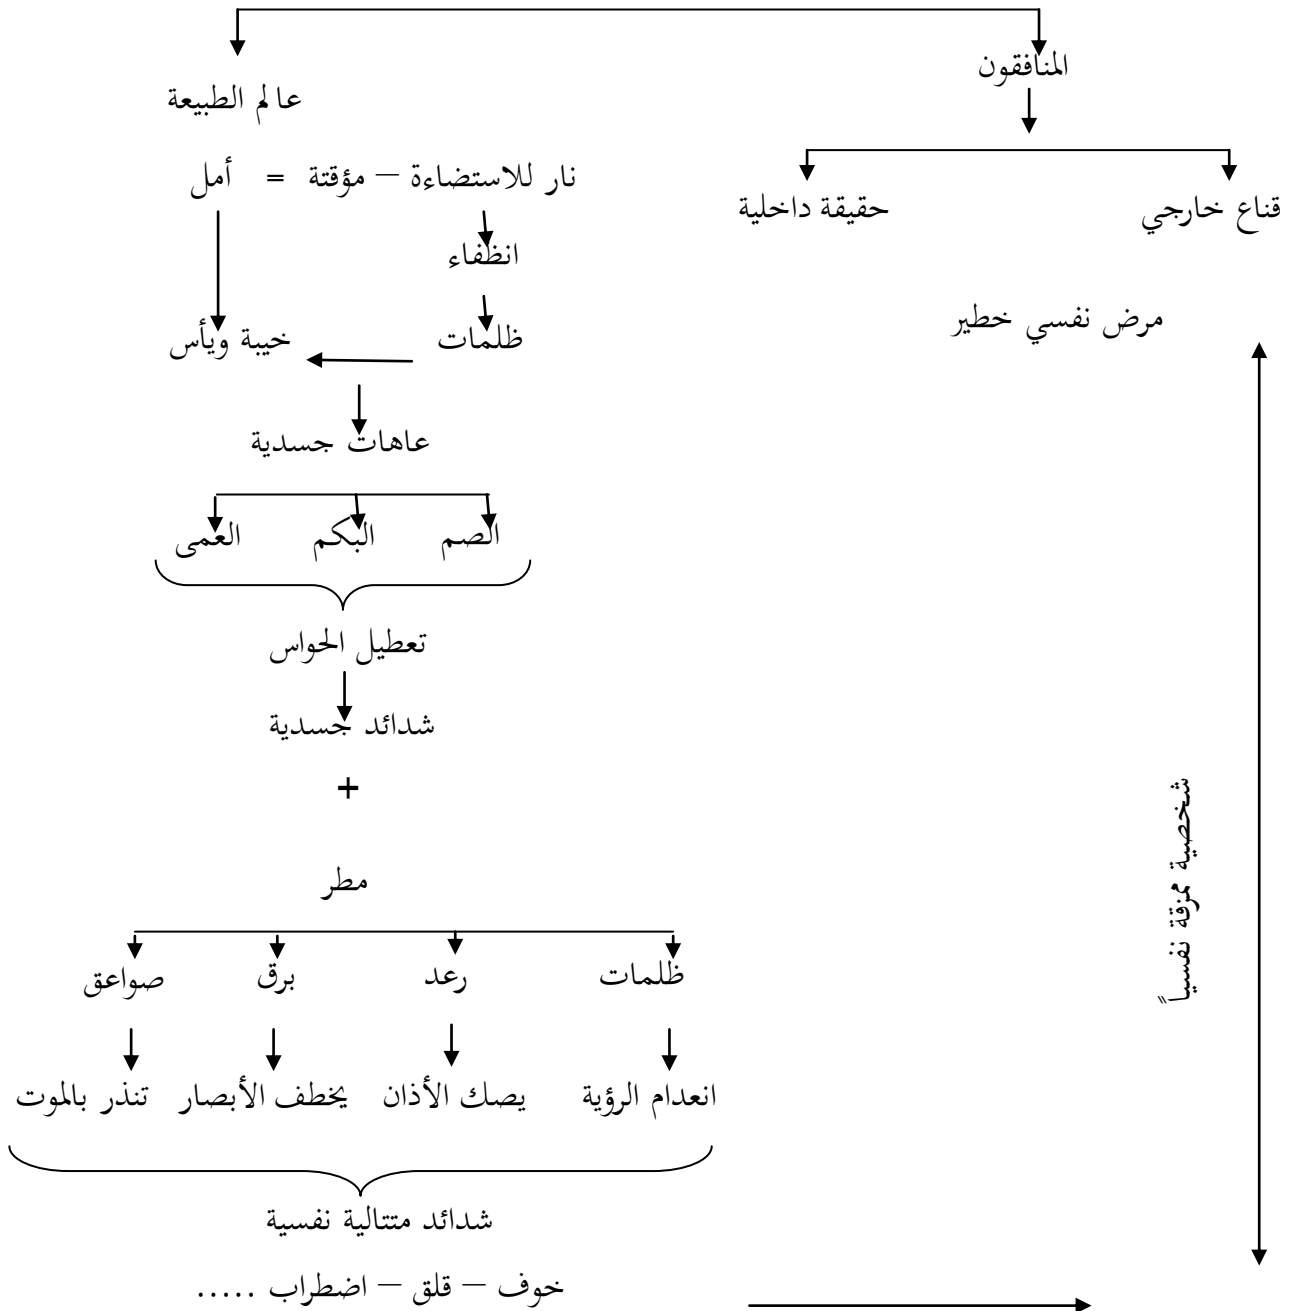 المنافقون
عالم الطبيعة
قناع خارجي
حقيقة داخلية
نار للاستضاءة – مؤقتة = أمل
انظفاء
مرض نفسي خطير
ظلمات
خيبة ويأس
عاهات جسدية
الصم البكم العمى
تعطيل الحواس
شدائد جسدية
+
مطر
شخصية ممزقة نفسياً
ظلمات رعد برق صواعق
انعدام الرؤية يصك الأذان يخطف الأبصار تنذر بالموت
شدائد متتالية نفسية
خوف – قلق – اضطراب .....